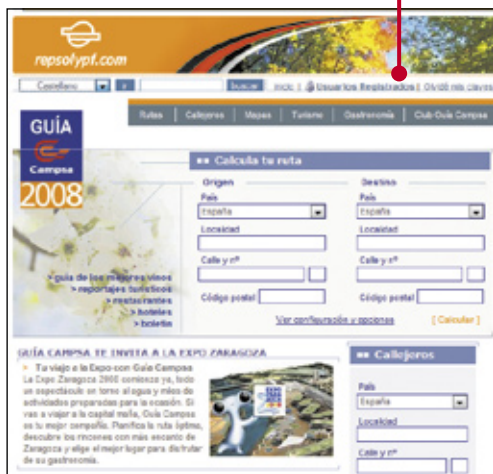 repsolypf.com
Castellano ir buscar Inicio | Usuarios Registrados | Olvidé mis claves
Rutas | Callejeros | Mapas | Turismo | Gastronomía | Club Guía Campsa
GUÍA
Campsa
2008
Calcula tu ruta
Origen Destino
País País
España España
Localidad Localidad
Calle y nº Calle y nº
Código postal Código postal
Ver configuración y opciones [ Calcular ]
> guía de los mejores vinos
> reportajes turísticos
> restaurantes
> hoteles
> boletín
GUÍA CAMPSA TE INVITA A LA EXPO ZARAGOZA
> Tu viaje a la Expo con Guía Campsa
La Expo Zaragoza 2008 comienza ya, todo
un espectáculo en torno al agua y miles de
actividades preparadas para la ocasión. Si
vas a viajar a la capital maña, Guía Campsa
es tu mejor compañía. Planifica la ruta óptima,
descubre los rincones con más encanto de
Zaragoza y elige el mejor lugar para disfrutar
de su gastronomía.
Callejeros
País
España
Localidad
Calle y nº